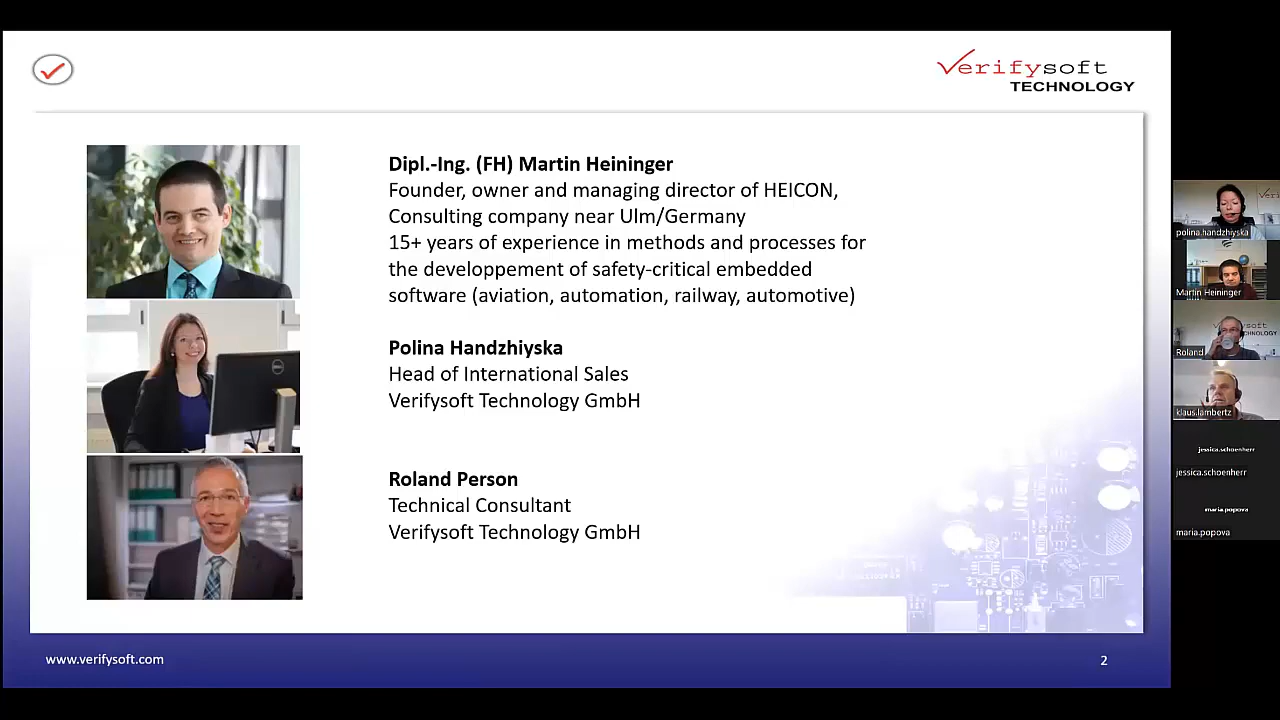 Verifysoft
TECHNOLOGY
Dipl.-Ing. (FH) Martin Heininger
Founder, owner and managing director of HEICON,
Consulting company near Ulm/Germany
15+ years of experience in methods and processes for
the developpement of safety-critical embedded
software (aviation, automation, railway, automotive)
Polina Handzhiyska
Head of International Sales
Verifysoft Technology GmbH
Roland Person
Technical Consultant
Verifysoft Technology GmbH
www.verifysoft.com
2
polina.handzhiyska
Martin Heininger
Roland
klaus.lambertz
jessica.schoenherr
jessica.schoenherr
maria.popova
maria.popova